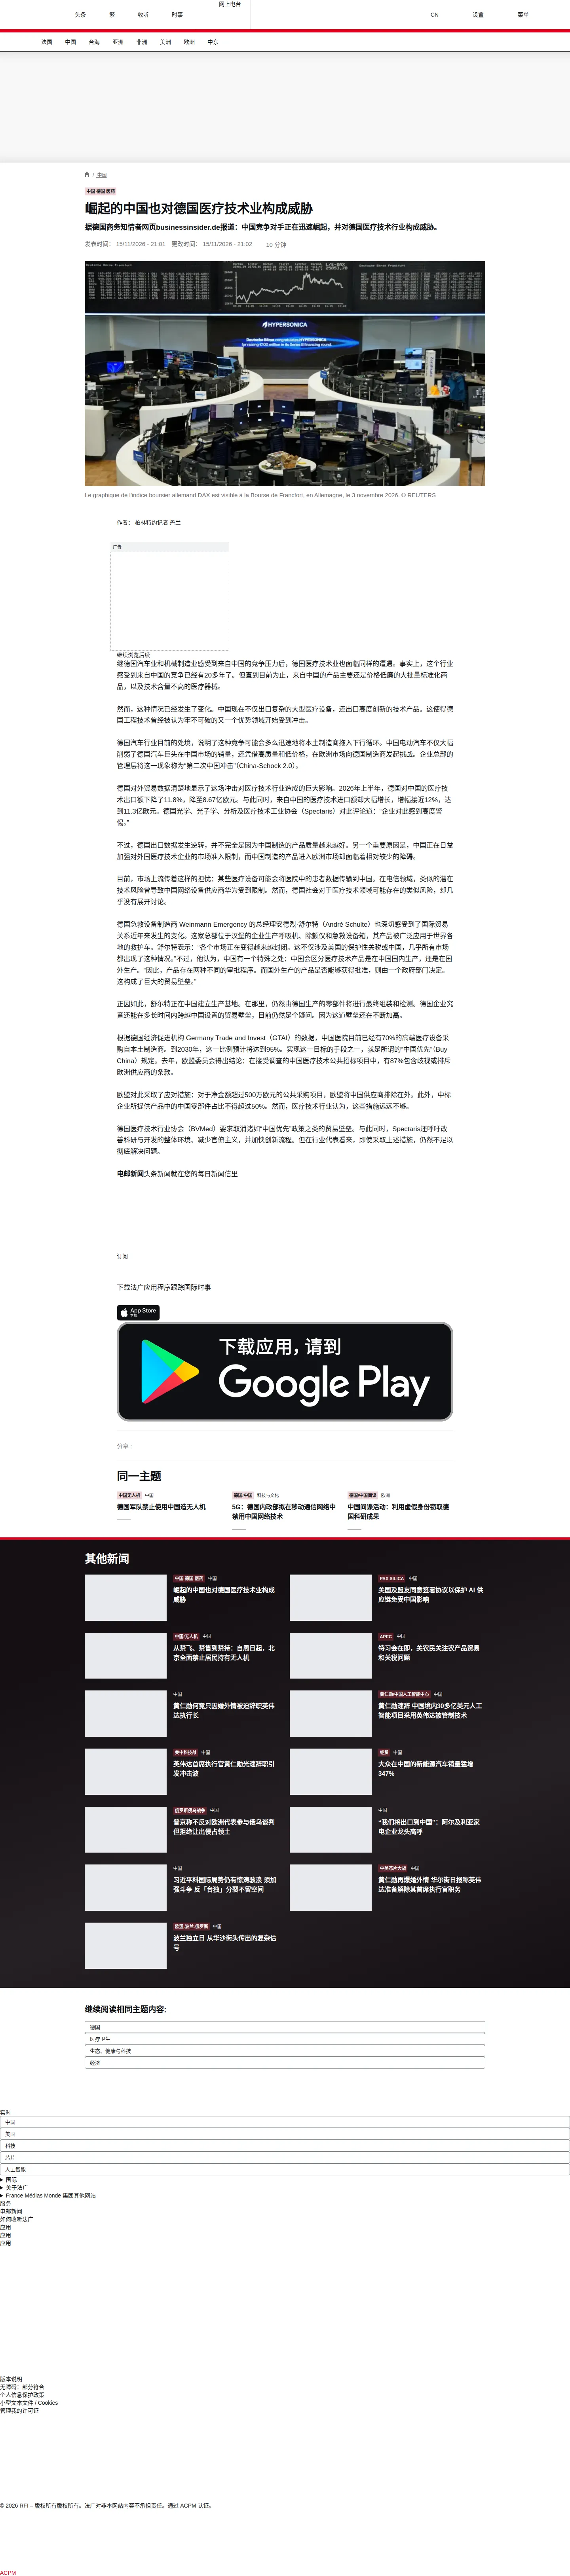 头条
繁
收听
时事
网上电台
CN
设置
菜单
法国
中国
台海
亚洲
非洲
美洲
欧洲
中东
/ 中国
中国 德国 医药
崛起的中国也对德国医疗技术业构成威胁
据德国商务知情者网页businessinsider.de报道：中国竞争对手正在迅速崛起，并对德国医疗技术行业构成威胁。
发表时间： 15/11/2026 - 21:01 更改时间： 15/11/2026 - 21:02 10 分钟
HYPERSONICA
Deutsche Börse congratulates HYPERSONICA
for raising €XX million in its Series B financing round
Le graphique de l'indice boursier allemand DAX est visible à la Bourse de Francfort, en Allemagne, le 3 novembre 2026. © REUTERS
作者： 柏林特约记者 丹兰
广告
继续浏览后续
继德国汽车业和机械制造业感受到来自中国的竞争压力后，德国医疗技术业也面临同样的遭遇。事实上，这个行业
感受到来自中国的竞争已经有20多年了。但直到目前为止，来自中国的产品主要还是价格低廉的大批量标准化商
品，以及技术含量不高的医疗器械。
然而，这种情况已经发生了变化。中国现在不仅出口复杂的大型医疗设备，还出口高度创新的技术产品。这使得德
国工程技术曾经被认为牢不可破的又一个优势领域开始受到冲击。
德国汽车行业目前的处境，说明了这种竞争可能会多么迅速地将本土制造商拖入下行循环。中国电动汽车不仅大幅
削弱了德国汽车巨头在中国市场的销量，还凭借高质量和低价格，在欧洲市场向德国制造商发起挑战。企业总部的
管理层将这一现象称为“第二次中国冲击”（China-Schock 2.0）。
德国对外贸易数据清楚地显示了这场冲击对医疗技术行业造成的巨大影响。2026年上半年，德国对中国的医疗技
术出口额下降了11.8%，降至8.67亿欧元。与此同时，来自中国的医疗技术进口额却大幅增长，增幅接近12%，达
到11.3亿欧元。德国光学、光子学、分析及医疗技术工业协会（Spectaris）对此评论道：“企业对此感到高度警
惕。”
不过，德国出口数据发生逆转，并不完全是因为中国制造的产品质量越来越好。另一个重要原因是，中国正在日益
加强对外国医疗技术企业的市场准入限制，而中国制造的产品进入欧洲市场却面临着相对较少的障碍。
目前，市场上流传着这样的担忧：某些医疗设备可能会将医院中的患者数据传输到中国。在电信领域，类似的潜在
技术风险曾导致中国网络设备供应商华为受到限制。然而，德国社会对于医疗技术领域可能存在的类似风险，却几
乎没有展开讨论。
德国急救设备制造商 Weinmann Emergency 的总经理安德烈·舒尔特（André Schulte）也深切感受到了国际贸易
关系近年来发生的变化。这家总部位于汉堡的企业生产呼吸机、除颤仪和急救设备箱，其产品被广泛应用于世界各
地的救护车。舒尔特表示：“各个市场正在变得越来越封闭。这不仅涉及美国的保护性关税或中国，几乎所有市场
都出现了这种情况。”不过，他认为，中国有一个特殊之处：中国会区分医疗技术产品是在中国国内生产，还是在国
外生产。“因此，产品存在两种不同的审批程序。而国外生产的产品是否能够获得批准，则由一个政府部门决定。
这构成了巨大的贸易壁垒。”
正因如此，舒尔特正在中国建立生产基地。在那里，仍然由德国生产的零部件将进行最终组装和检测。德国企业究
竟还能在多长时间内跨越中国设置的贸易壁垒，目前仍然是个疑问。因为这道壁垒还在不断加高。
根据德国经济促进机构 Germany Trade and Invest（GTAI）的数据，中国医院目前已经有70%的高端医疗设备采
购自本土制造商。到2030年，这一比例预计将达到95%。实现这一目标的手段之一，就是所谓的“中国优先”（Buy
China）规定。去年，欧盟委员会得出结论：在接受调查的中国医疗技术公共招标项目中，有87%包含歧视或排斥
欧洲供应商的条款。
欧盟对此采取了应对措施：对于净金额超过500万欧元的公共采购项目，欧盟将中国供应商排除在外。此外，中标
企业所提供产品中的中国零部件占比不得超过50%。然而，医疗技术行业认为，这些措施远远不够。
德国医疗技术行业协会（BVMed）要求取消诸如“中国优先”政策之类的贸易壁垒。与此同时，Spectaris还呼吁改
善科研与开发的整体环境、减少官僚主义，并加快创新流程。但在行业代表看来，即使采取上述措施，仍然不足以
彻底解决问题。
电邮新闻头条新闻就在您的每日新闻信里
订阅
下载法广应用程序跟踪国际时事
App Store
下载
下载应用，请到
Google Play
分享 :
同一主题
中国无人机 中国
德国军队禁止使用中国造无人机
德国/中国 科技与文化
5G：德国内政部拟在移动通信网络中
禁用中国网络技术
德国/中国间谍 欧洲
中国间谍活动：利用虚假身份窃取德
国科研成果
其他新闻
中国 德国 医药 中国
崛起的中国也对德国医疗技术业构成
威胁
PAX SILICA 中国
美国及盟友同意签署协议以保护 AI 供
应链免受中国影响
中国/无人机 中国
从禁飞、禁售到禁持：自周日起，北
京全面禁止居民持有无人机
APEC 中国
特习会在即，美农民关注农产品贸易
和关税问题
中国
黄仁勋何竟只因婚外情被迫辞职英伟
达执行长
黄仁勋/中国人工智能中心 中国
黄仁勋速辞 中国境内30多亿美元人工
智能项目采用英伟达被管制技术
美中科技战 中国
英伟达首席执行官黄仁勋光速辞职引
发冲击波
经贸 中国
大众在中国的新能源汽车销量猛增
347%
俄罗斯侵乌战争 中国
普京称不反对欧洲代表参与俄乌谈判
但拒绝让出侵占领土
中国
“我们将出口到中国”：阿尔及利亚家
电企业龙头高呼
中国
习近平料国际局势仍有惊涛骇浪 须加
强斗争 反「台独」分裂不留空间
中美芯片大战 中国
黄仁勋再爆婚外情 华尔街日报称英伟
达准备解除其首席执行官职务
欧盟-波兰-俄罗斯 中国
波兰独立日 从华沙街头传出的复杂信
号
继续阅读相同主题内容:
德国
医疗卫生
生态、健康与科技
经济
实时
中国
美国
科技
芯片
人工智能
国际
关于法广
France Médias Monde 集团其他网站
服务
电邮新闻
如何收听法广
应用
应用
应用
版本说明
无障碍：部分符合
个人信息保护政策
小型文本文件 / Cookies
管理我的许可证
© 2026 RFI – 版权所有版权所有。法广对非本网站内容不承担责任。通过 ACPM 认证。
ACPM